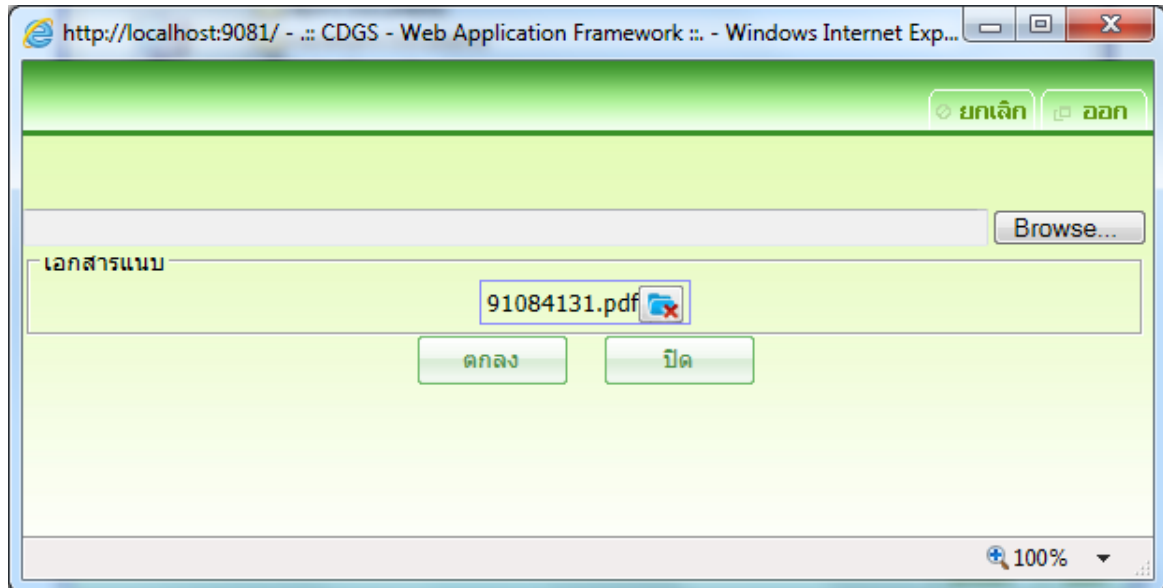 http://localhost:9081/ - .:: CDGS - Web Application Framework ::. - Windows Internet Exp...
ยกเลิก ออก
Browse...
เอกสารแนบ
91084131.pdf
ตกลง ปิด
100%